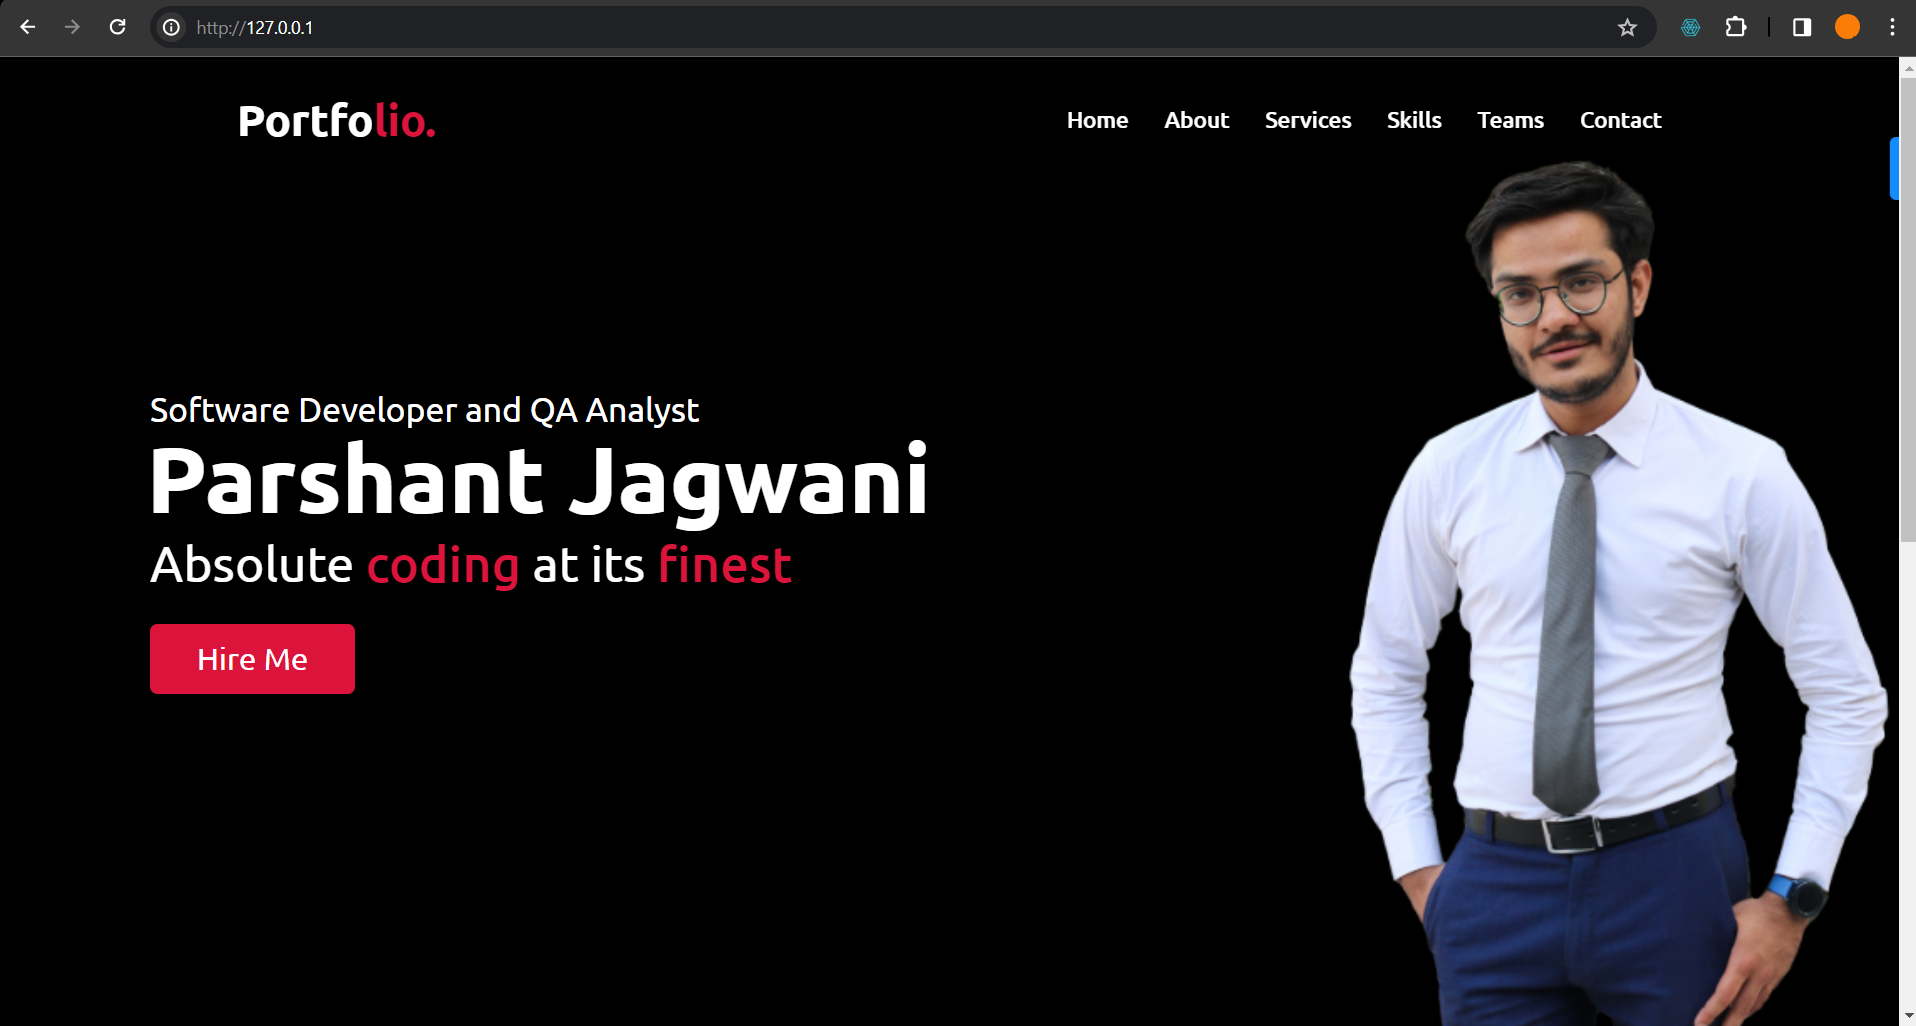 http://127.0.0.1
Portfolio.
Home About Services Skills Teams Contact
Software Developer and QA Analyst
Parshant Jagwani
Absolute coding at its finest
Hire Me